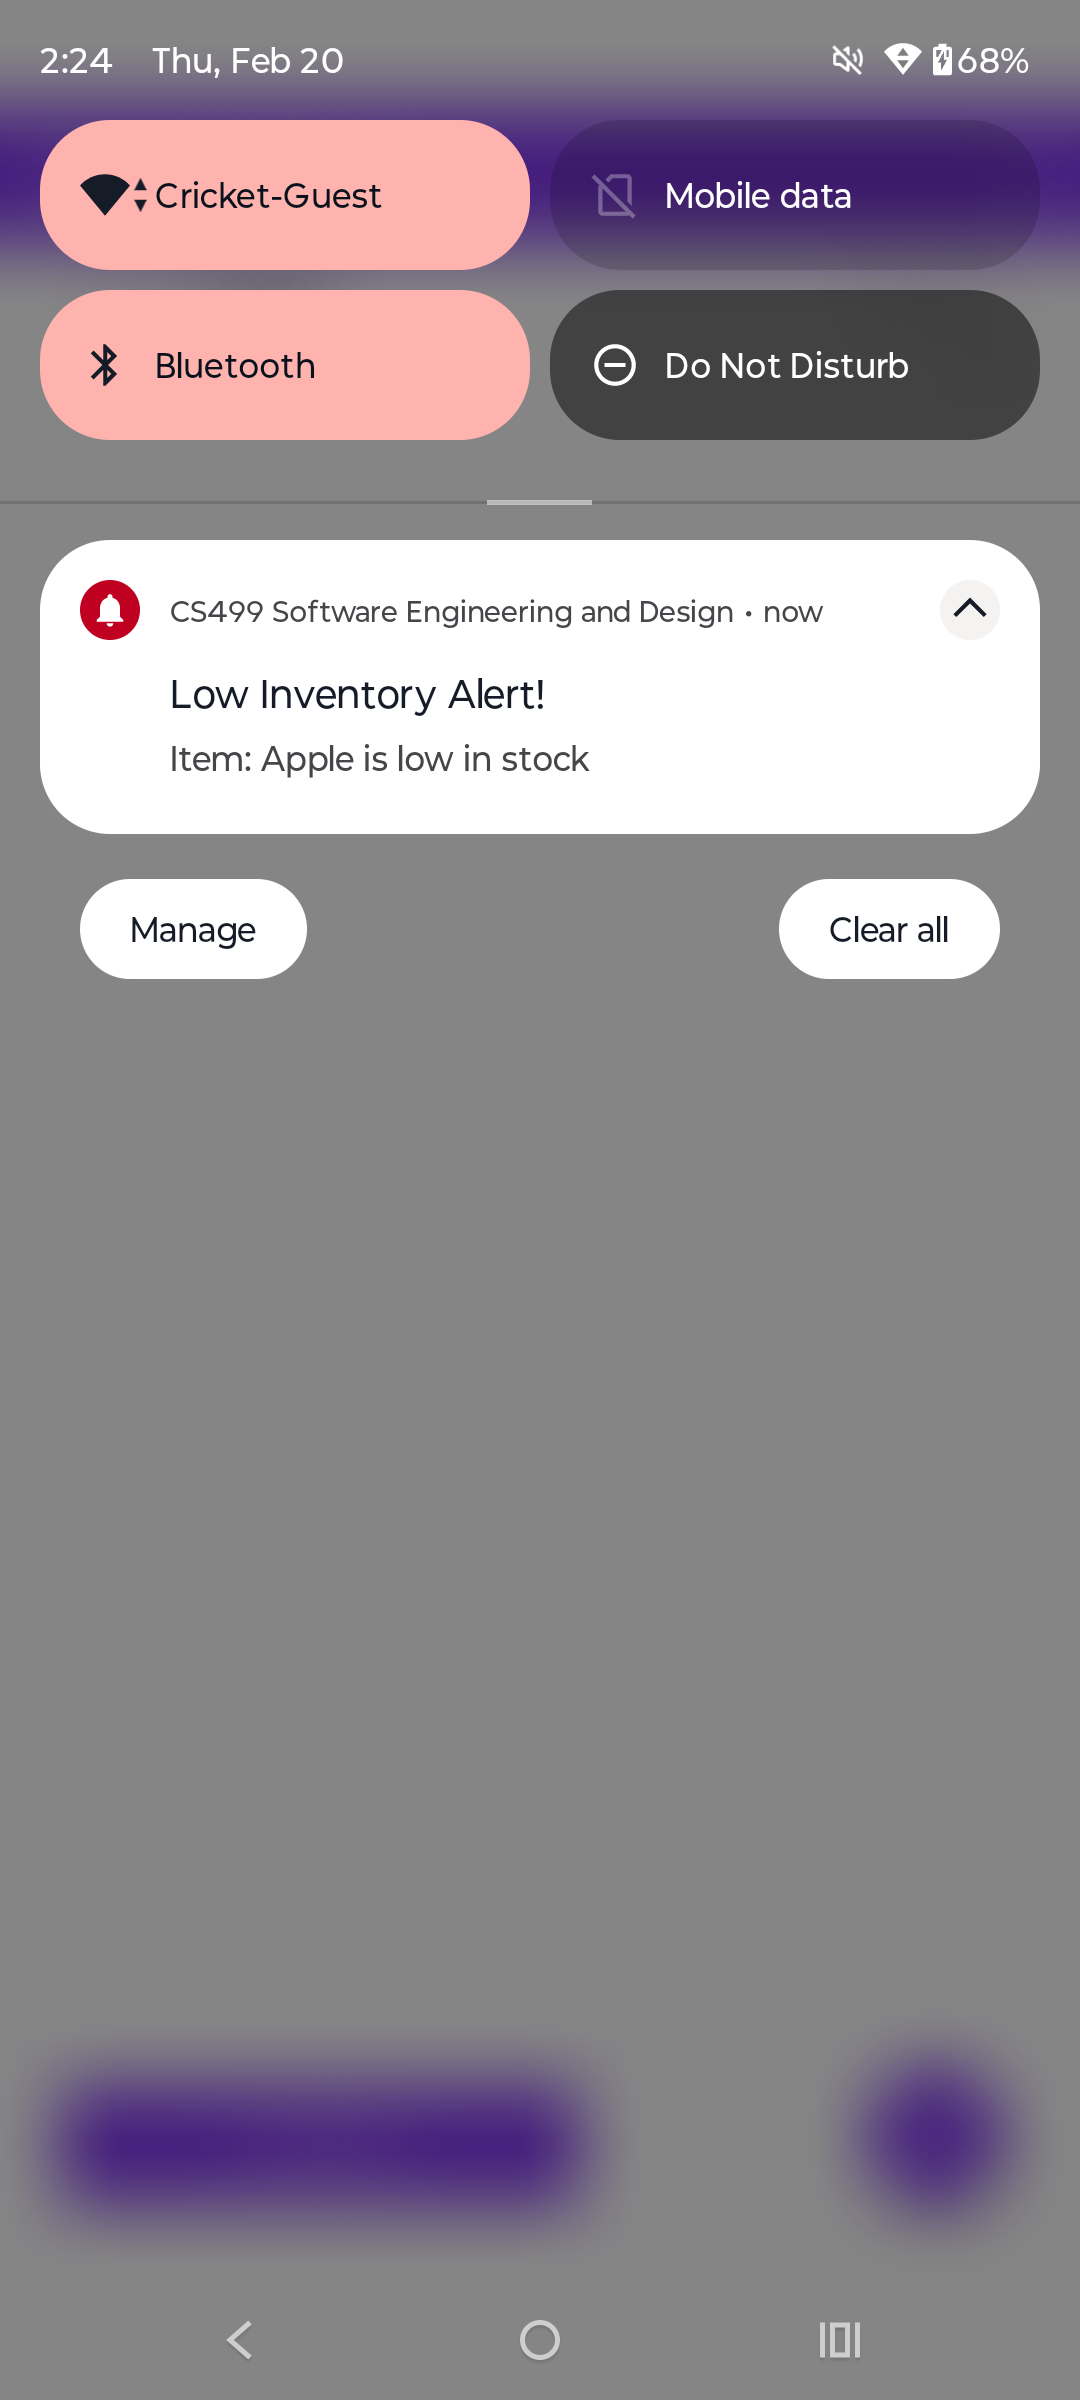 2:24 Thu, Feb 20 68%
Cricket-Guest Mobile data
Bluetooth Do Not Disturb
CS499 Software Engineering and Design • now
Low Inventory Alert!
Item: Apple is low in stock
Manage Clear all